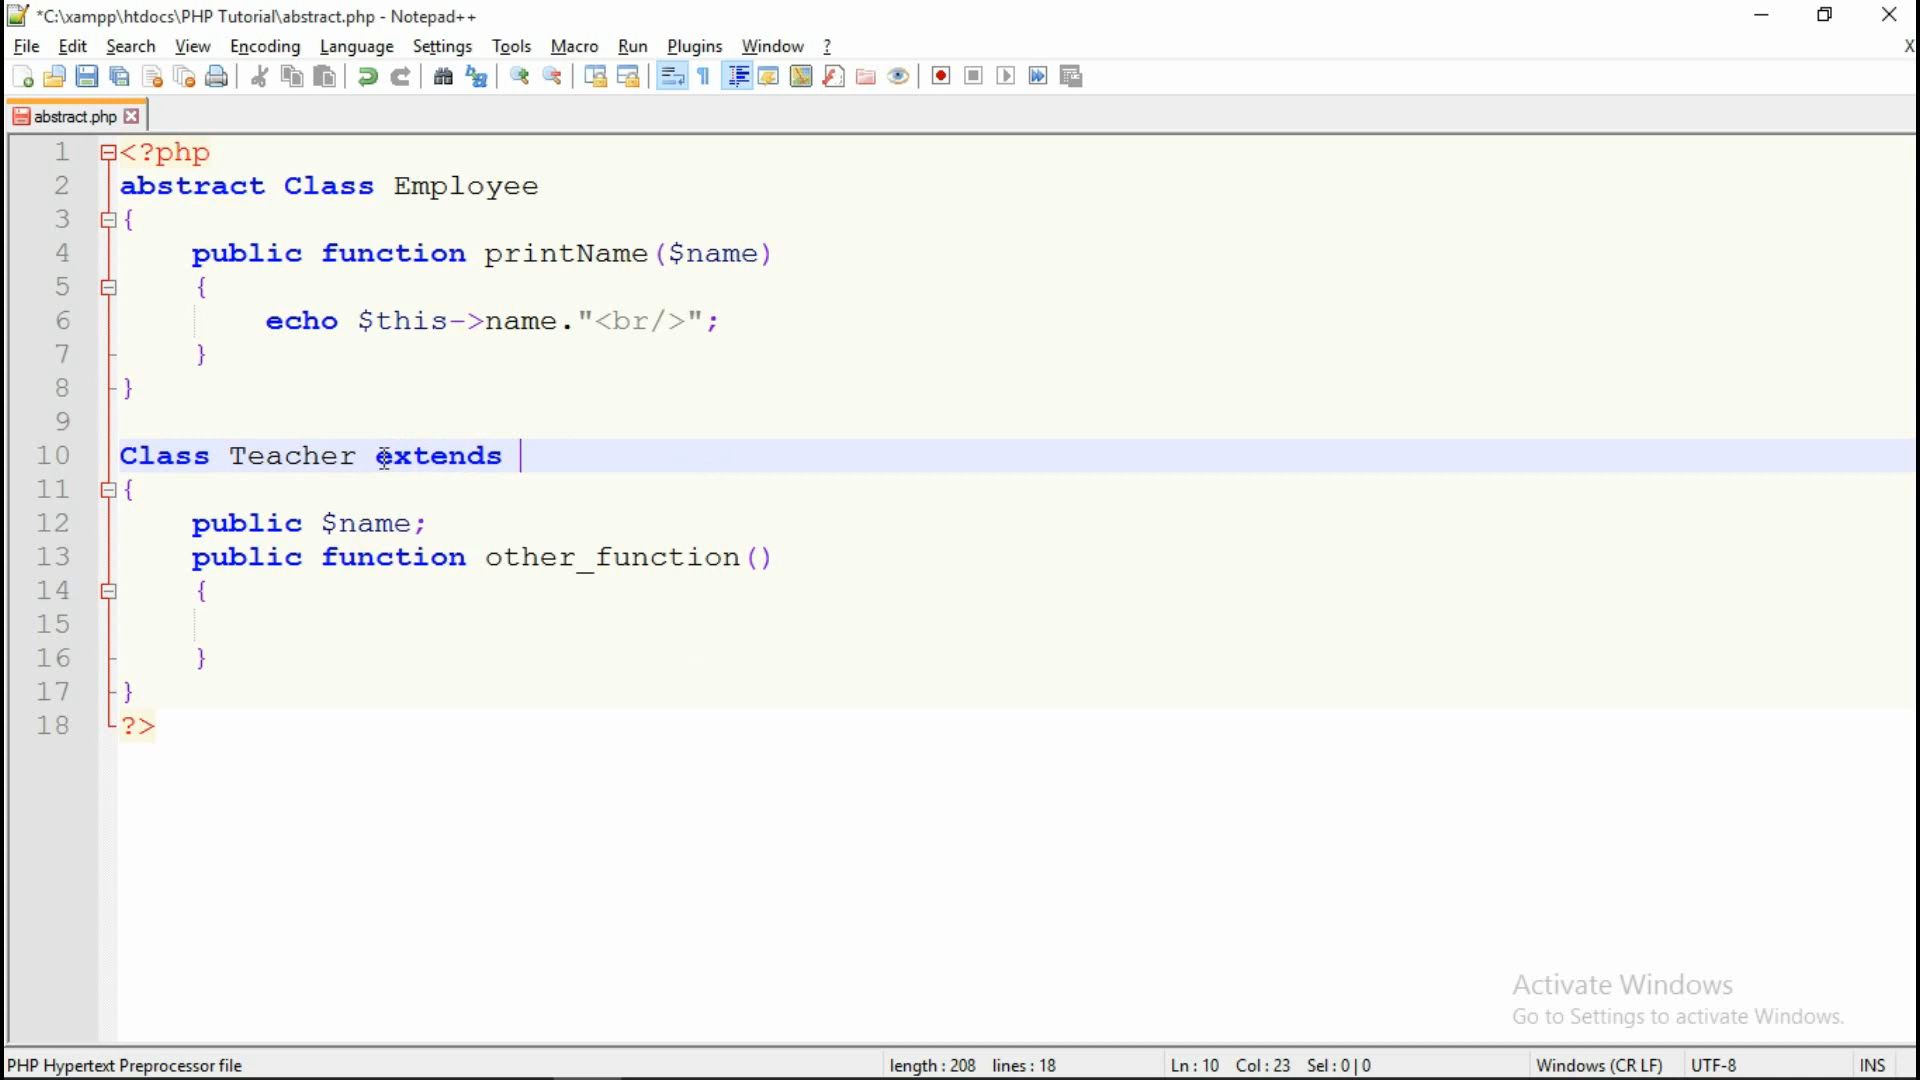 *C:\xampp\htdocs\PHP Tutorial\abstract.php - Notepad++
File Edit Search View Encoding Language Settings Tools Macro Run Plugins Window ? X
abstract.php
1 <?php
2 abstract Class Employee
3 {
4 public function printName($name)
5 {
6 echo $this->name."<br/>";
7 }
8 }
9
10 Class Teacher extends
11 {
12 public $name;
13 public function other_function()
14 {
15
16 }
17 }
18 ?>
Activate Windows
Go to Settings to activate Windows.
PHP Hypertext Preprocessor file length : 208 lines : 18 Ln : 10 Col : 23 Sel : 0 | 0 Windows (CR LF) UTF-8 INS